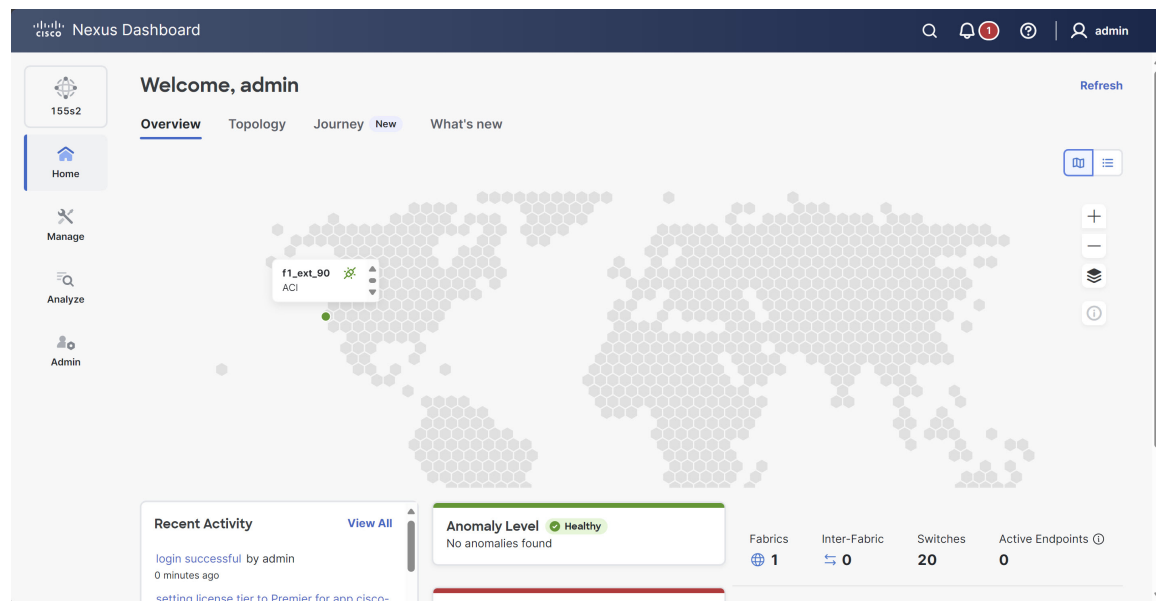 cisco Nexus Dashboard
1
admin
155s2
Home
Manage
Analyze
Admin
Welcome, admin
Refresh
Overview Topology Journey New What's new
f1_ext_90
ACI
Recent Activity View All
login successful by admin
0 minutes ago
setting license tier to Premier for app cisco-
Anomaly Level Healthy
No anomalies found
Fabrics Inter-Fabric Switches Active Endpoints
1 0 20 0